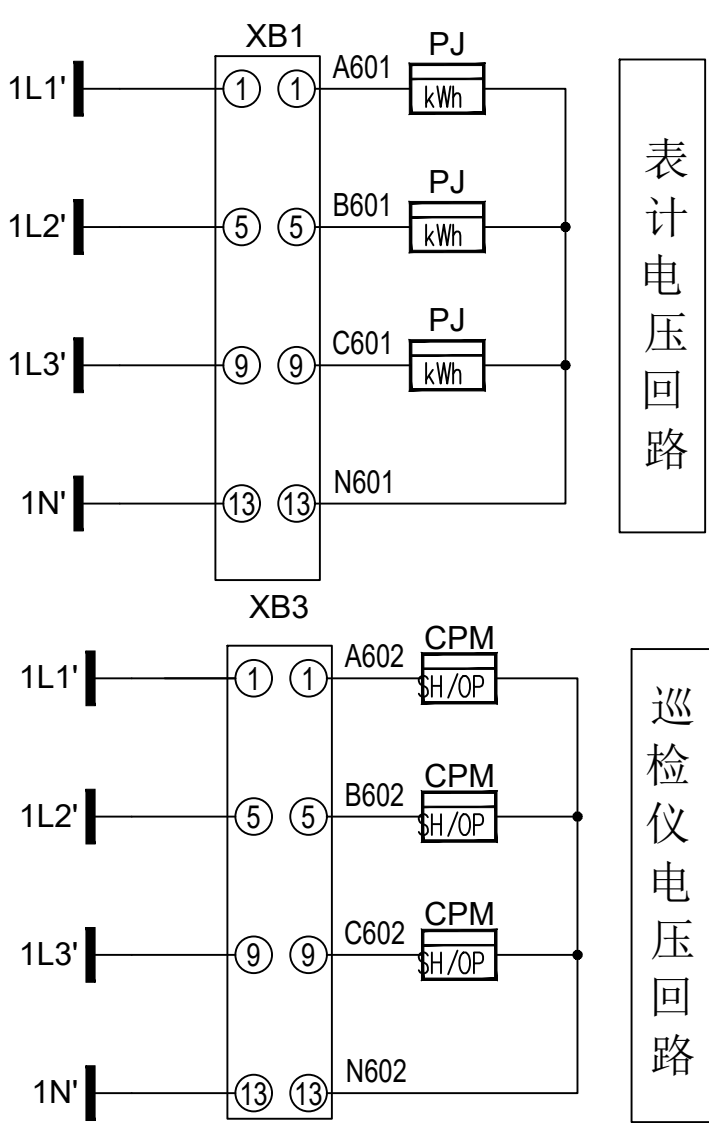 XB1
1L1' 1 1 A601 PJ kWh
1L2' 5 5 B601 PJ kWh
1L3' 9 9 C601 PJ kWh
1N' 13 13 N601
表计电压回路
XB3
1L1' 1 1 A602 CPM SH/OP
1L2' 5 5 B602 CPM SH/OP
1L3' 9 9 C602 CPM SH/OP
1N' 13 13 N602
巡检仪电压回路